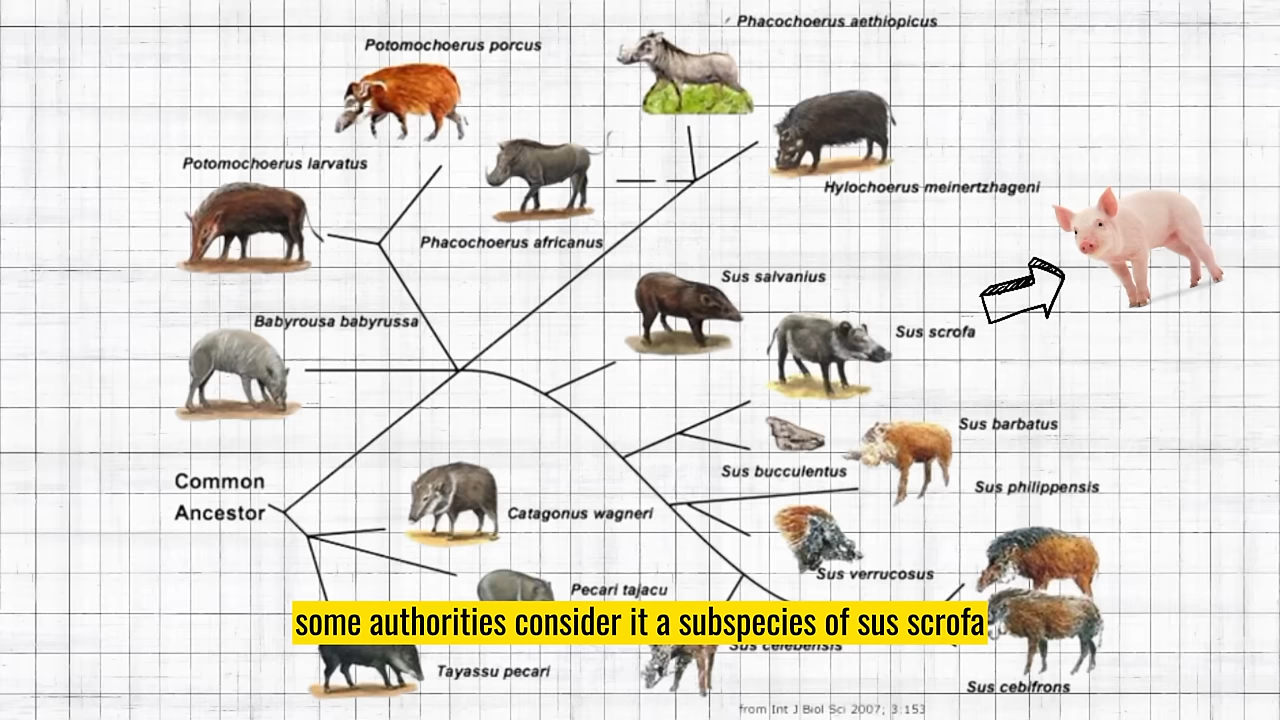 Phacochoerus aethiopicus
Potomochoerus porcus
Potomochoerus larvatus
Hylochoerus meinertzhageni
Phacochoerus africanus
Sus salvanius
Babyrousa babyrussa
Sus scrofa
Sus barbatus
Sus bucculentus
Common
Ancestor
Sus philippensis
Catagonus wagneri
Sus verrucosus
Pecari tajacu
some authorities consider it a subspecies of sus scrofa
Sus celebensis
Tayassu pecari
Sus cebifrons
from Int J Biol Sci 2007; 3:153